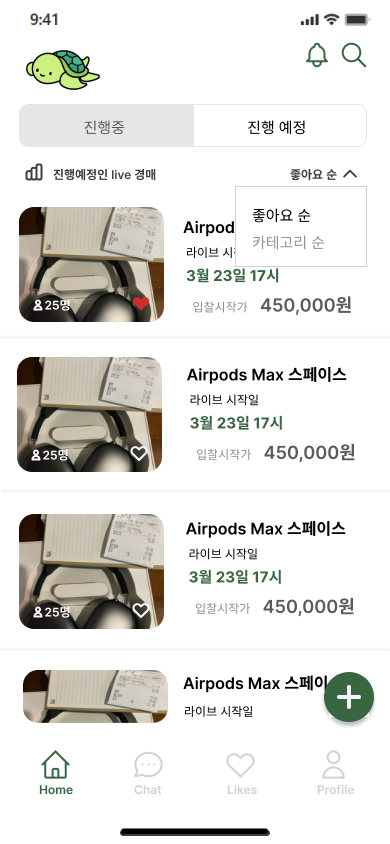 9:41
진행중
진행 예정
진행예정인 live 경매
좋아요 순
좋아요 순
카테고리 순
Airpod
라이브 시
3월 23일 17시
입찰시작가 450,000원
25명
Airpods Max 스페이스
라이브 시작일
3월 23일 17시
입찰시작가 450,000원
25명
Airpods Max 스페이스
라이브 시작일
3월 23일 17시
입찰시작가 450,000원
25명
Airpods Max 스페이
라이브 시작일
Home
Chat
Likes
Profile